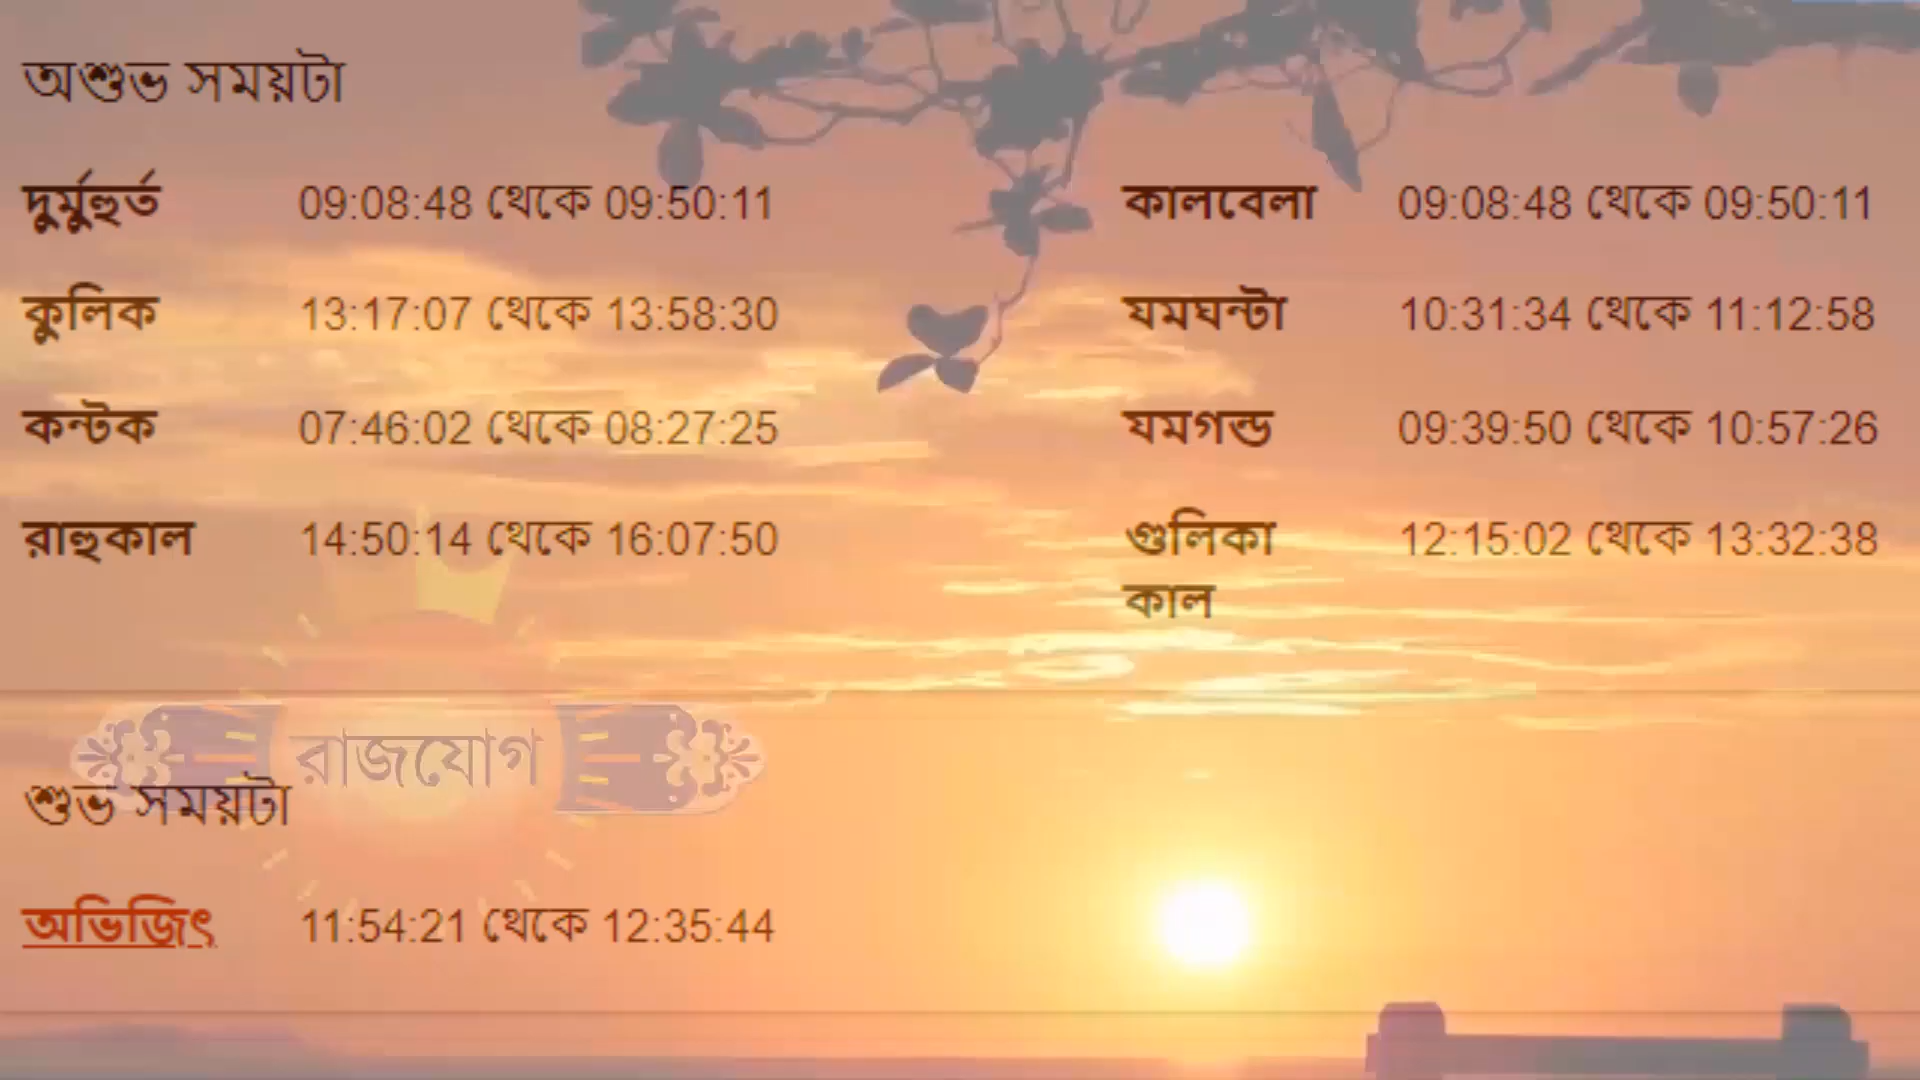 অশুভ সময়টা
দুর্মুহুর্ত 09:08:48 থেকে 09:50:11 কালবেলা 09:08:48 থেকে 09:50:11
কুলিক 13:17:07 থেকে 13:58:30 যমঘন্টা 10:31:34 থেকে 11:12:58
কন্টক 07:46:02 থেকে 08:27:25 যমগন্ড 09:39:50 থেকে 10:57:26
রাহুকাল 14:50:14 থেকে 16:07:50 গুলিকা 12:15:02 থেকে 13:32:38
কাল
রাজযোগ
শুভ সময়টা
অভিজিৎ 11:54:21 থেকে 12:35:44